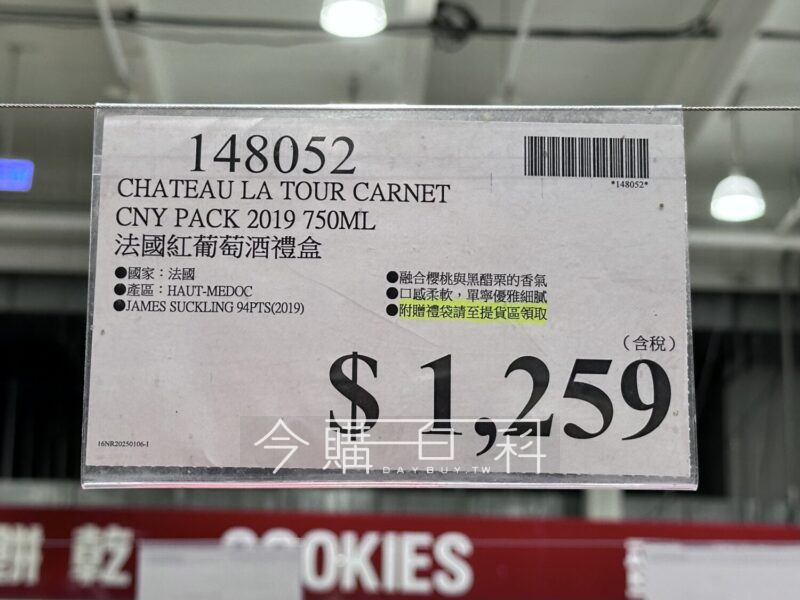 148052
*148052*
CHATEAU LA TOUR CARNET
CNY PACK 2019 750ML
法國紅葡萄酒禮盒
●國家：法國
●產區：HAUT-MEDOC
●JAMES SUCKLING 94PTS(2019)
●融合櫻桃與黑醋栗的香氣
●口感柔軟，單寧優雅細膩
●附贈禮袋請至提貨區領取
（含稅）
$ 1,259
16NR20250106-1
今購百科
DAYBUY.TW
餅乾
COOKIES